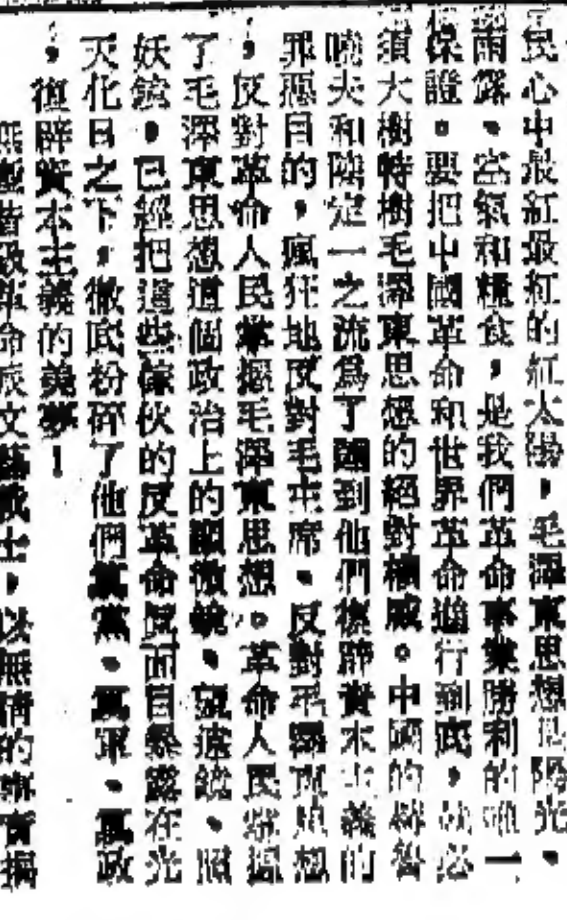 民心中最紅最紅的紅太陽，毛澤東思想是陽光、
雨露、空氣和糧食，是我們革命事業勝利的唯一
保證。要把中國革命和世界革命進行到底，就必
須大樹特樹毛澤東思想的絕對權威。中國的赫魯
曉夫和陸定一之流爲了達到他們復辟資本主義的
罪惡目的，瘋狂地反對毛主席、反對毛澤東思想
，反對革命人民掌握毛澤東思想。革命人民掌握
了毛澤東思想這個政治上的顯微鏡、望遠鏡、照
妖鏡，已經把這些傢伙的反革命真面目暴露在光
天化日之下，徹底粉碎了他們篡黨、篡軍、篡政
，復辟資本主義的美夢！
無產階級革命派文藝戰士，以無情的事實揭